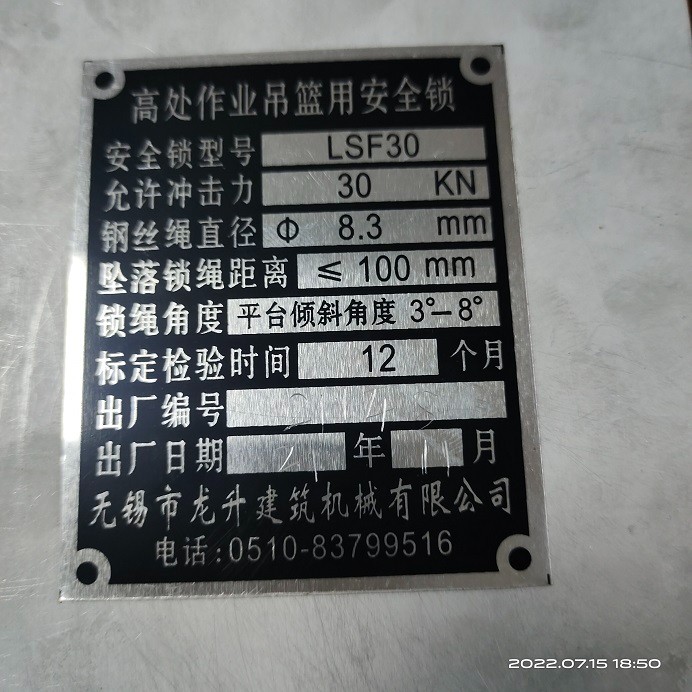 高处作业吊篮用安全锁
安全锁型号 LSF30
允许冲击力 30 KN
钢丝绳直径 Φ 8.3 mm
坠落锁绳距离 ≤ 100 mm
锁绳角度 平台倾斜角度 3°-8°
标定检验时间 12 个月
出厂编号
出厂日期 年 月
无锡市龙升建筑机械有限公司
电话:0510-83799516
2022.07.15 18:50